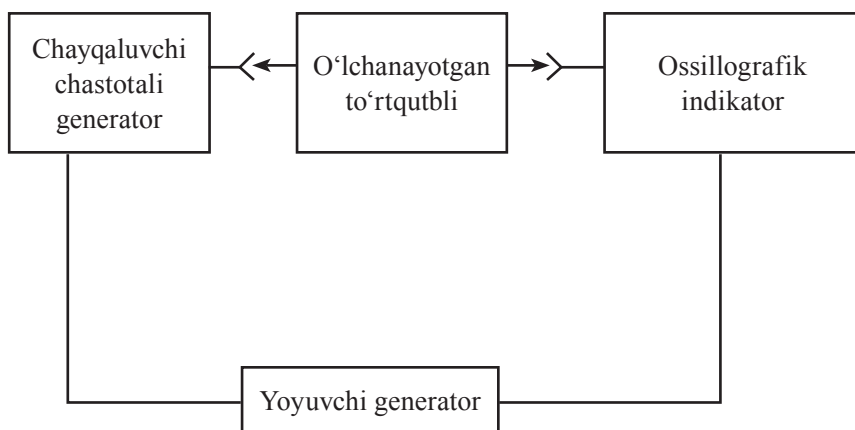 Chayqaluvchi
chastotali
generator
O‘lchanayotgan
to‘rtqutbli
Ossillografik
indikator
Yoyuvchi generator